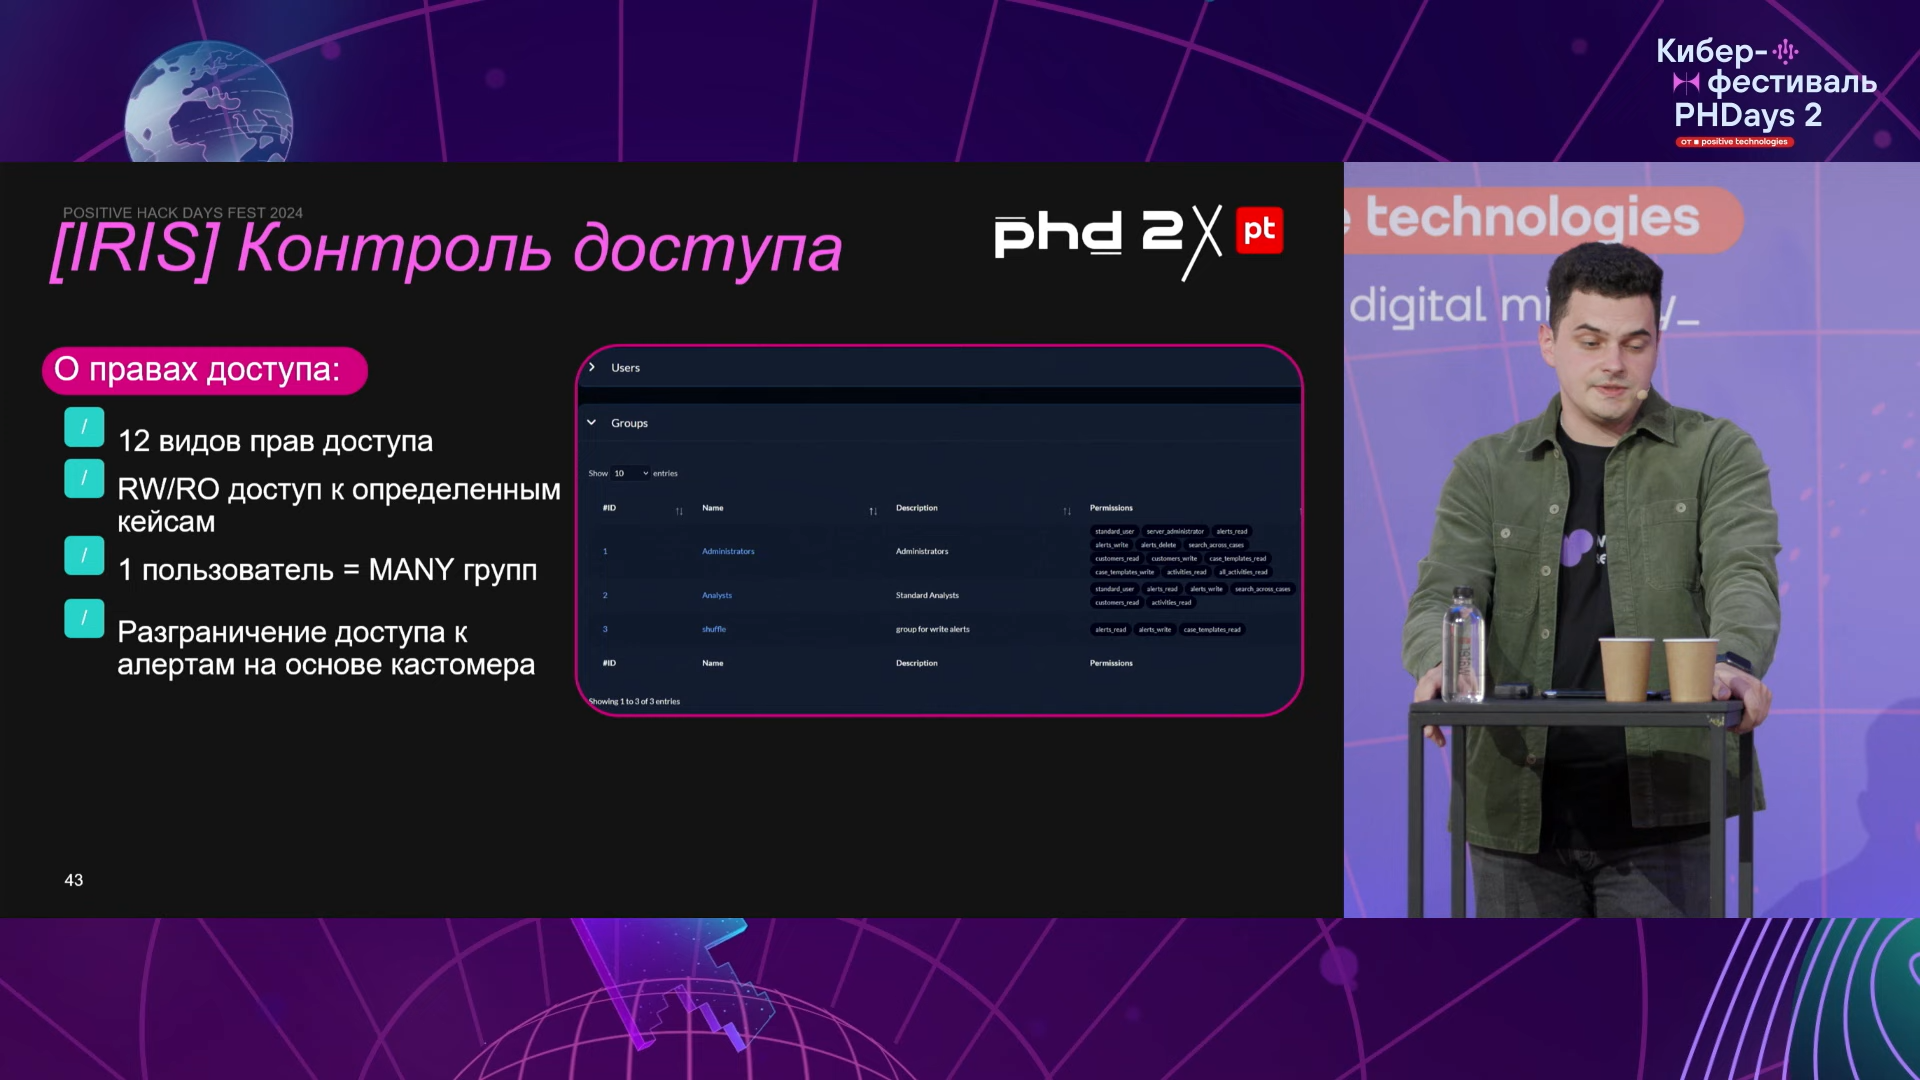 Кибер-
фестиваль
PHDays 2
от positive technologies
POSITIVE HACK DAYS FEST 2024
[IRIS] Контроль доступа
phd 2
pt
О правах доступа:
/
12 видов прав доступа
/
RW/RO доступ к определенным
кейсам
/
1 пользователь = MANY групп
/
Разграничение доступа к
алертам на основе кастомера
Users
Groups
Show 10 entries
#ID Name Description Permissions
1 Administrators Administrators
standard_user server_administrator alerts_read
alerts_write alerts_delete search_across_cases
customers_read customers_write case_templates_read
case_templates_write activities_read all_activities_read
2 Analysts Standard Analysts
standard_user alerts_read alerts_write search_across_cases
customers_read activities_read
3 shuffle group for write alerts
alerts_read alerts_write case_templates_read
#ID Name Description Permissions
Showing 1 to 3 of 3 entries
43
technologies
digital